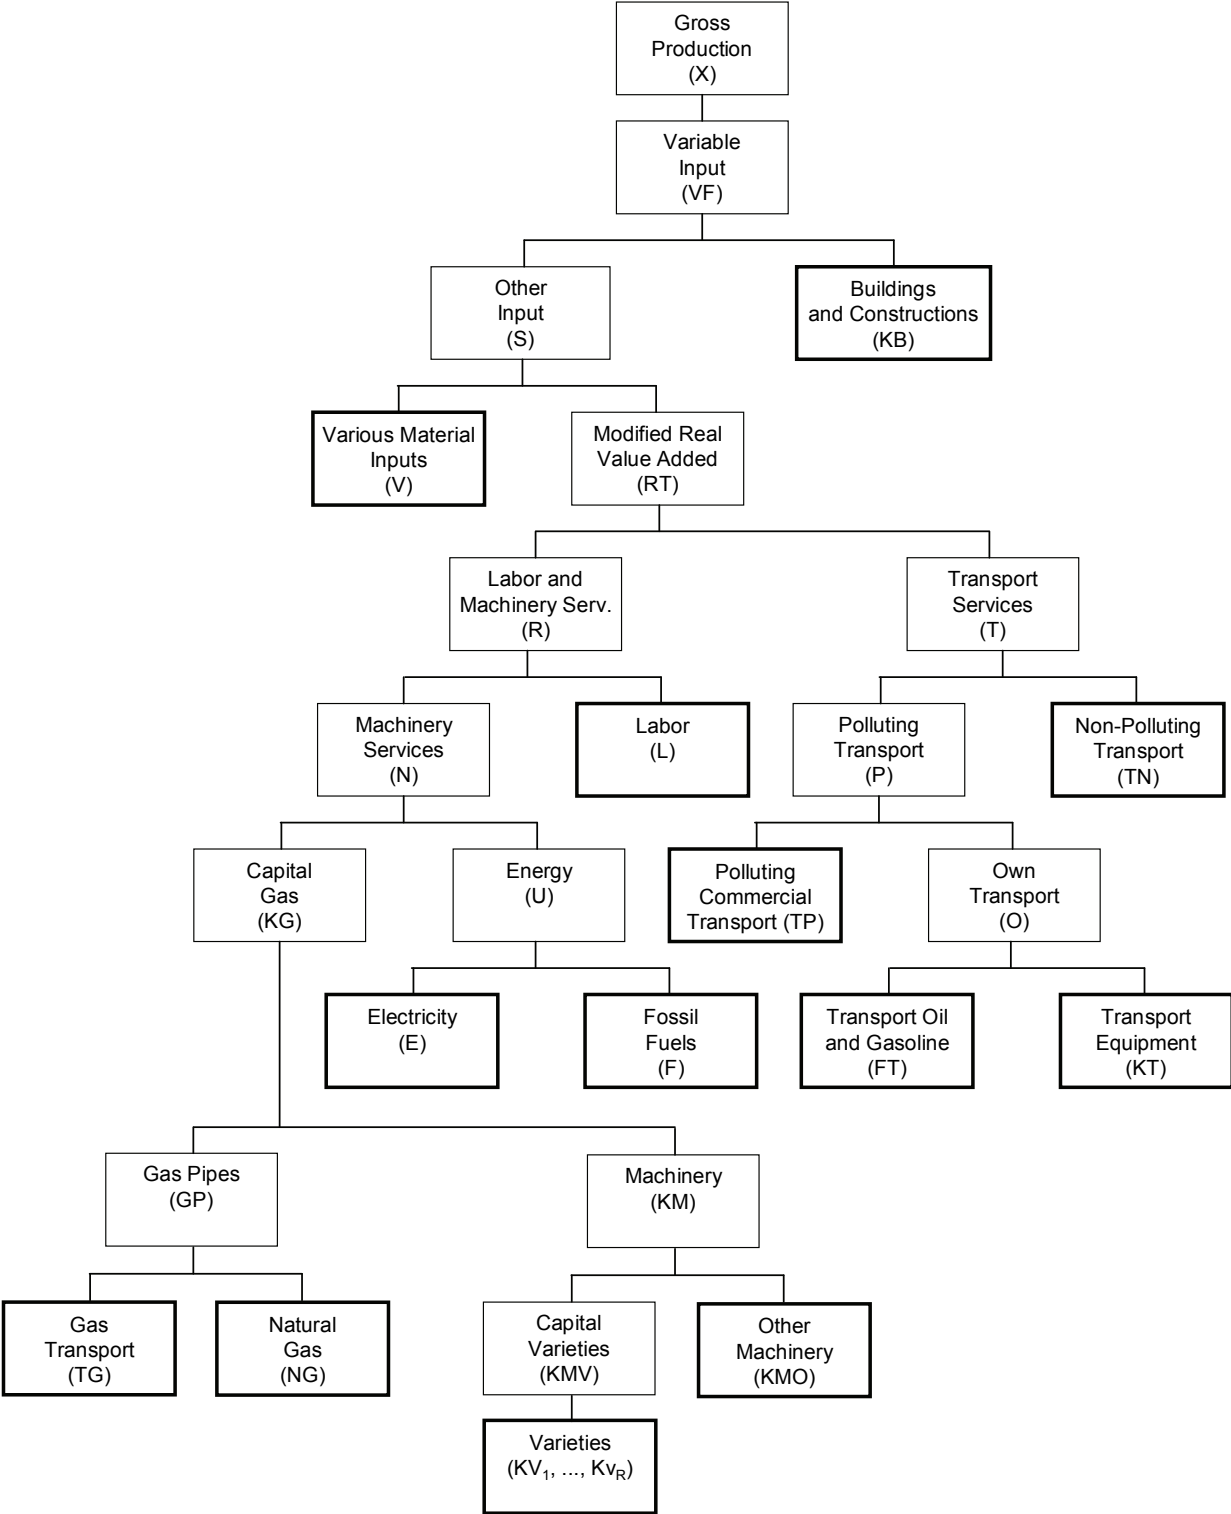 Gross
Production
(X)
Variable
Input
(VF)
Other
Input
(S)
Buildings
and Constructions
(KB)
Various Material
Inputs
(V)
Modified Real
Value Added
(RT)
Labor and
Machinery Serv.
(R)
Transport
Services
(T)
Machinery
Services
(N)
Labor
(L)
Polluting
Transport
(P)
Non-Polluting
Transport
(TN)
Capital
Gas
(KG)
Energy
(U)
Polluting
Commercial
Transport (TP)
Own
Transport
(O)
Electricity
(E)
Fossil
Fuels
(F)
Transport Oil
and Gasoline
(FT)
Transport
Equipment
(KT)
Gas Pipes
(GP)
Machinery
(KM)
Gas
Transport
(TG)
Natural
Gas
(NG)
Capital
Varieties
(KMV)
Other
Machinery
(KMO)
Varieties
(KV₁, ..., Kv_R)